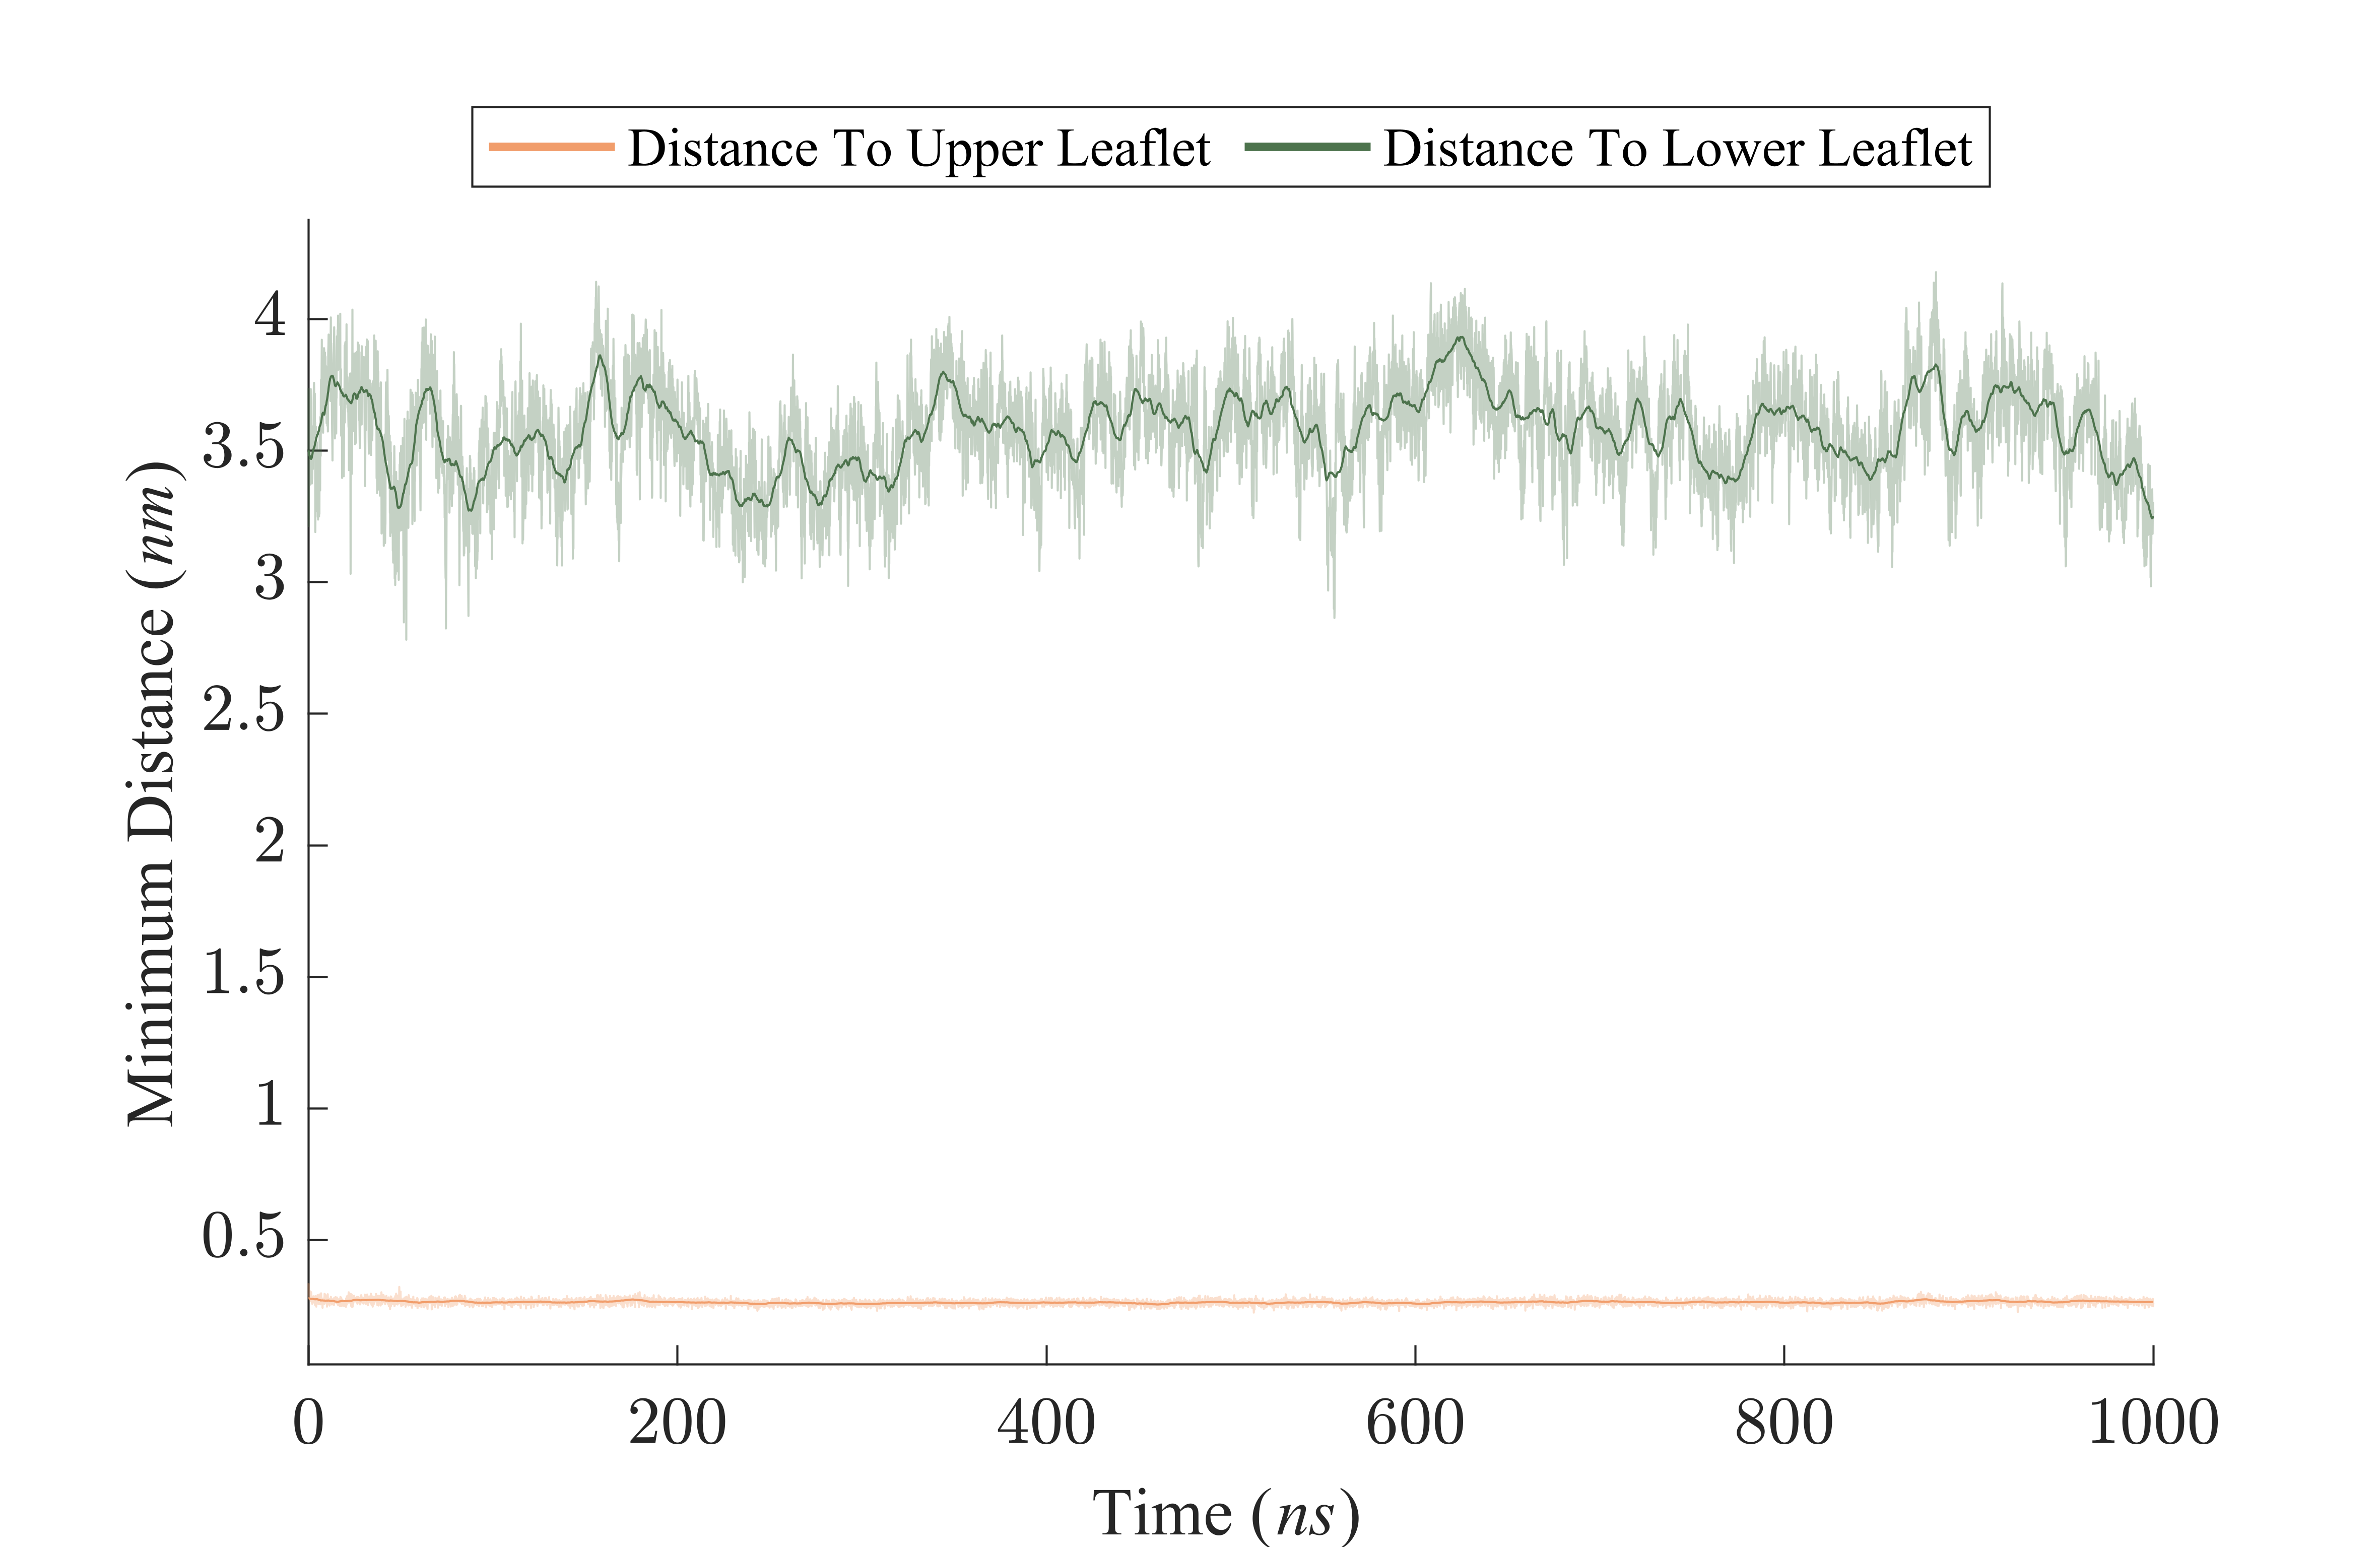 Distance To Upper Leaflet Distance To Lower Leaflet
Minimum Distance (nm)
4
3.5
3
2.5
2
1.5
1
0.5
0 200 400 600 800 1000
Time (ns)